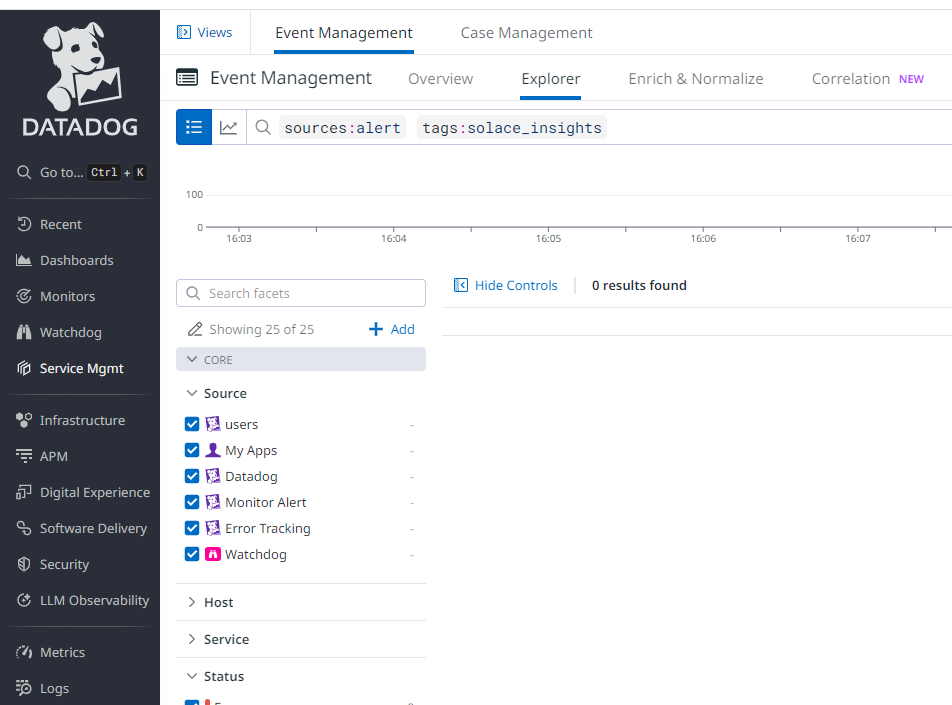 Views
Event Management
Case Management
Event Management
Overview
Explorer
Enrich & Normalize
Correlation NEW
DATADOG
sources:alert tags:solace_insights
Go to... Ctrl + K
100
0
16:03 16:04 16:05 16:06 16:07
Recent
Dashboards
Monitors
Watchdog
Service Mgmt
Infrastructure
APM
Digital Experience
Software Delivery
Security
LLM Observability
Metrics
Logs
Search facets
Showing 25 of 25
Add
CORE
Source
users -
My Apps -
Datadog -
Monitor Alert -
Error Tracking -
Watchdog -
Host
Service
Status
Hide Controls
0 results found